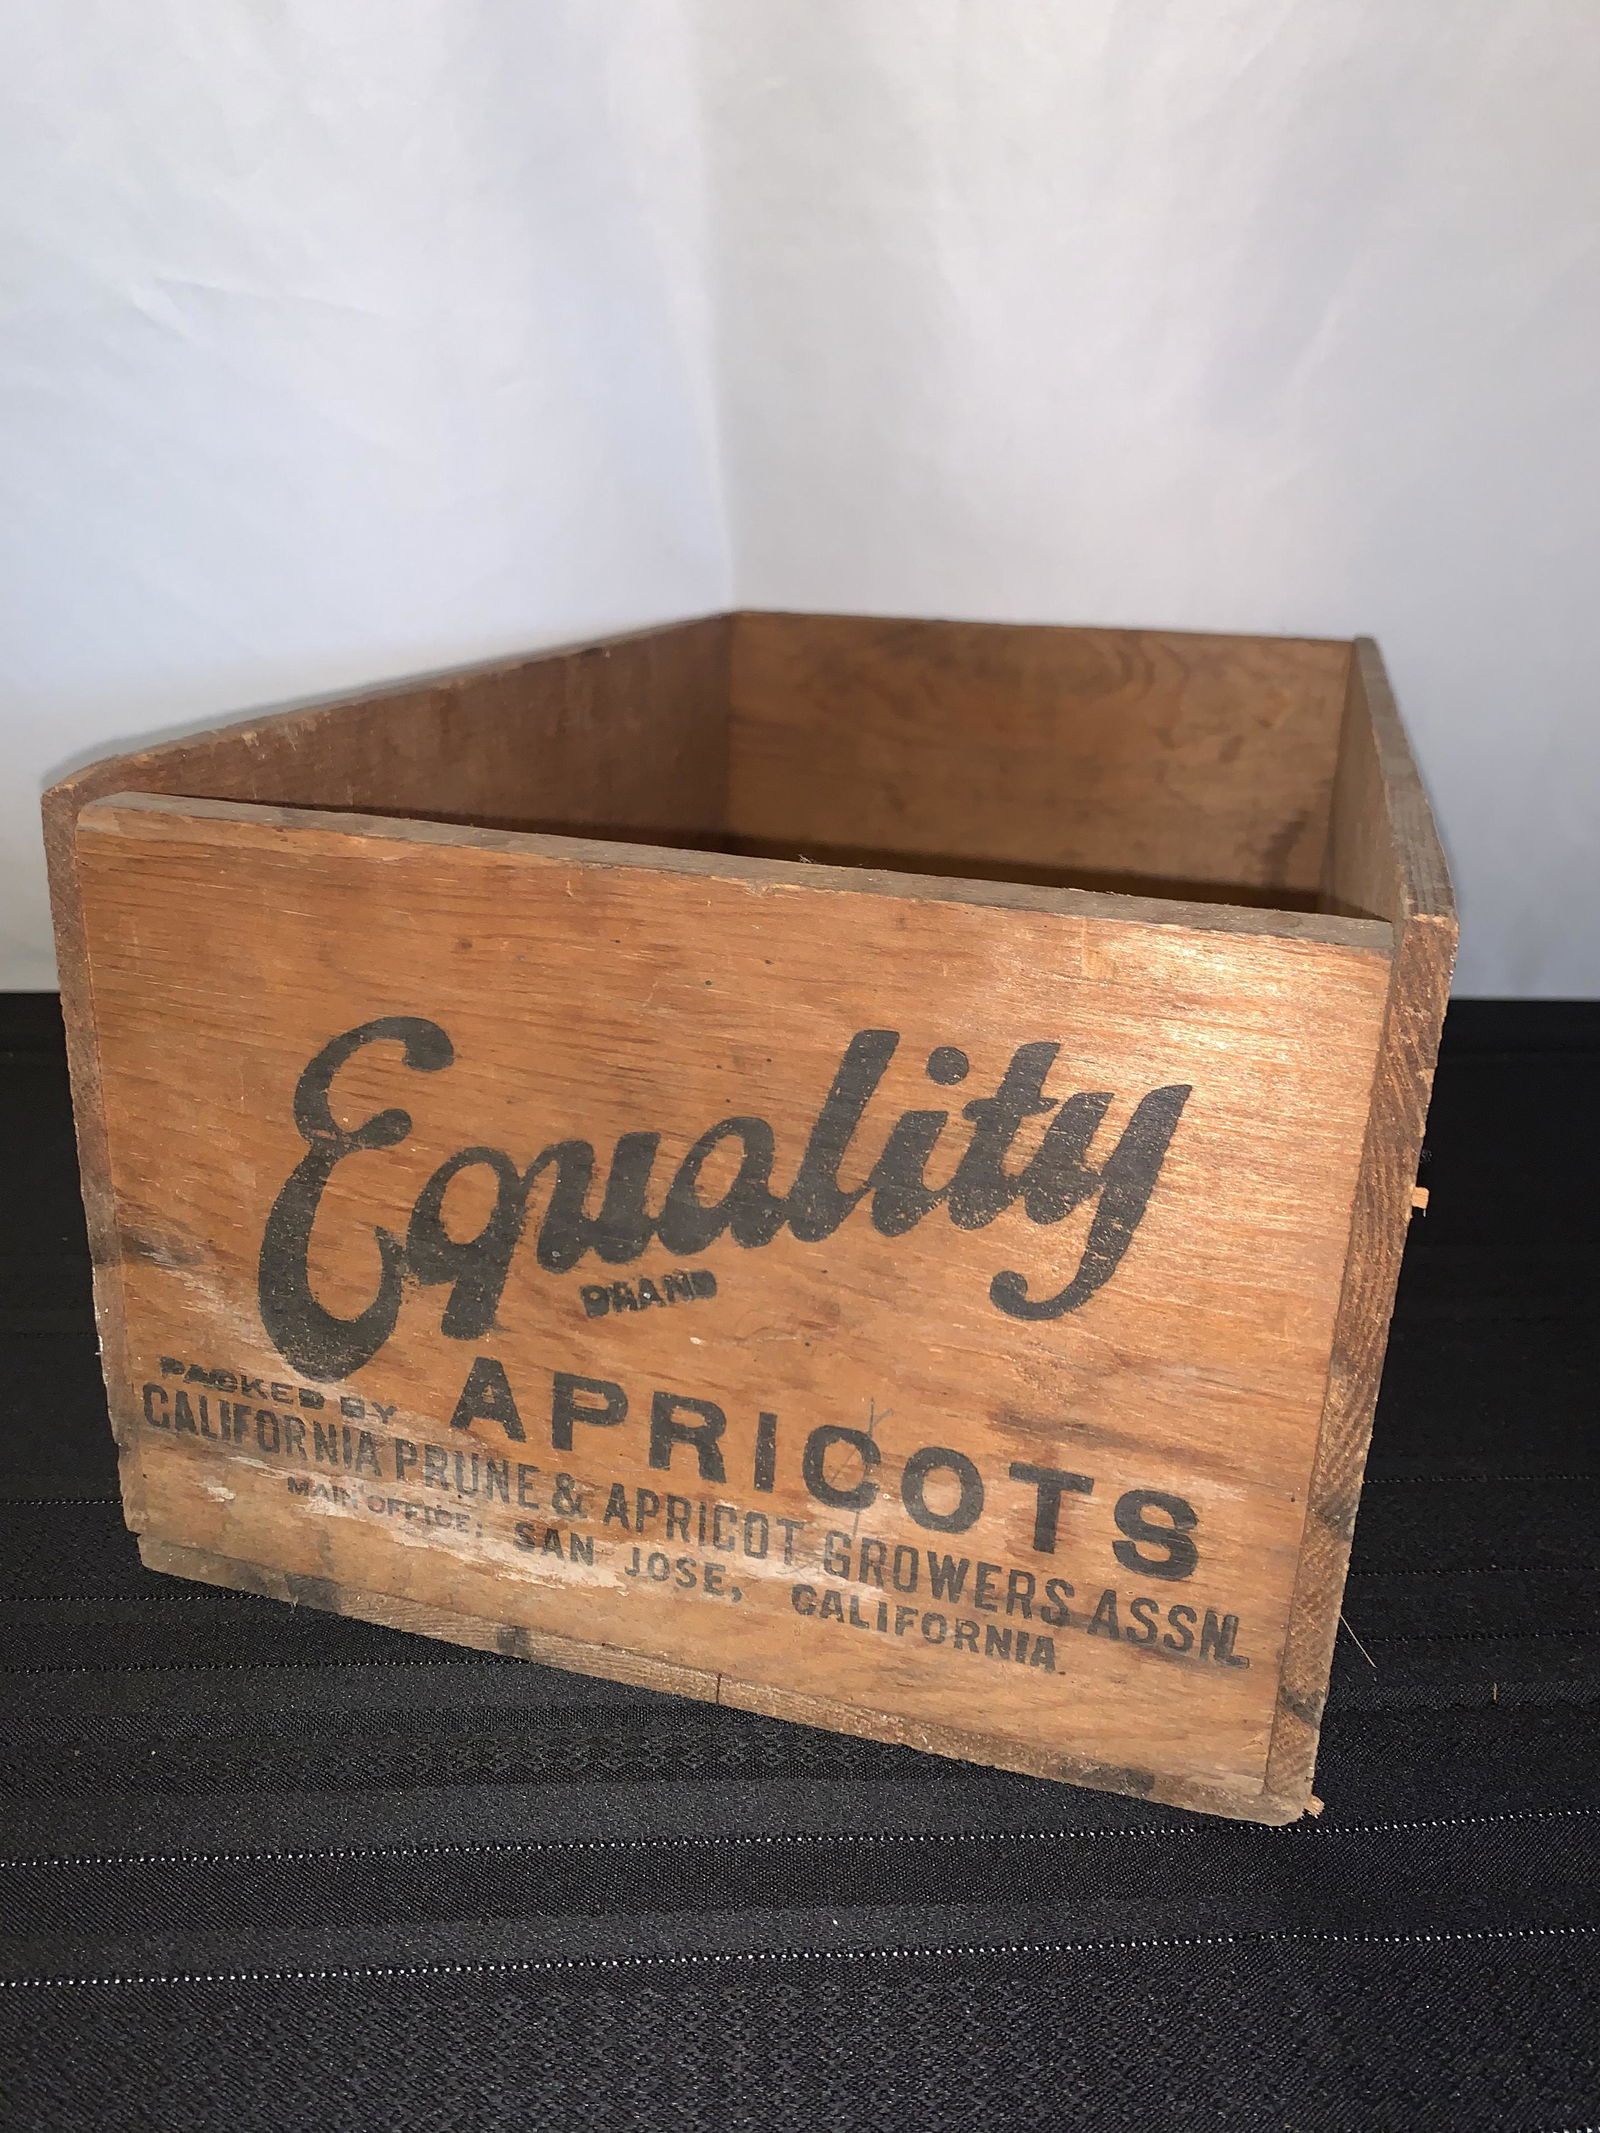 Equality
BRAND
APRICOTS
PACKED BY
CALIFORNIA PRUNE & APRICOT GROWERS ASSN.
MAIN OFFICE: SAN JOSE, CALIFORNIA